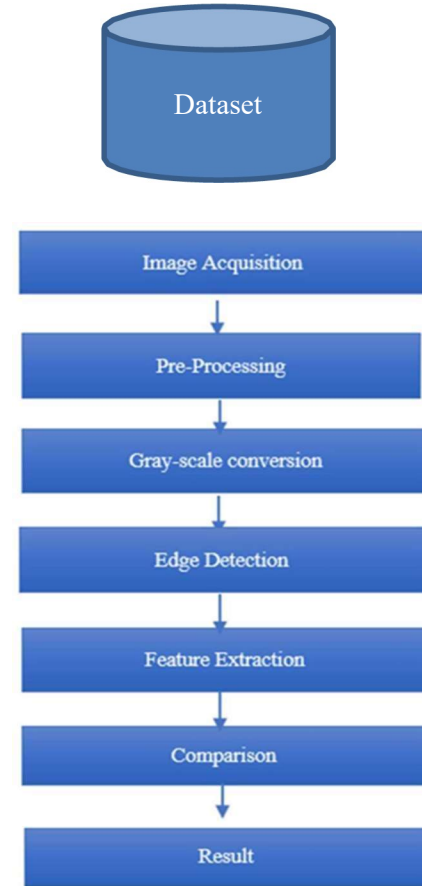 Dataset
Image Acquisition
Pre-Processing
Gray-scale conversion
Edge Detection
Feature Extraction
Comparison
Result